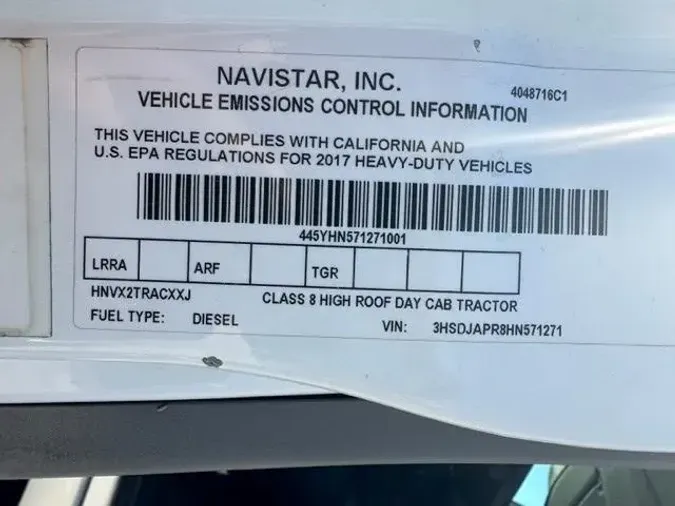 NAVISTAR, INC.
4048716C1
VEHICLE EMISSIONS CONTROL INFORMATION
THIS VEHICLE COMPLIES WITH CALIFORNIA AND
U.S. EPA REGULATIONS FOR 2017 HEAVY-DUTY VEHICLES
445YHN571271001
LRRA ARF TGR
HNVX2TRACXXJ CLASS 8 HIGH ROOF DAY CAB TRACTOR
FUEL TYPE: DIESEL VIN: 3HSDJAPR8HN571271